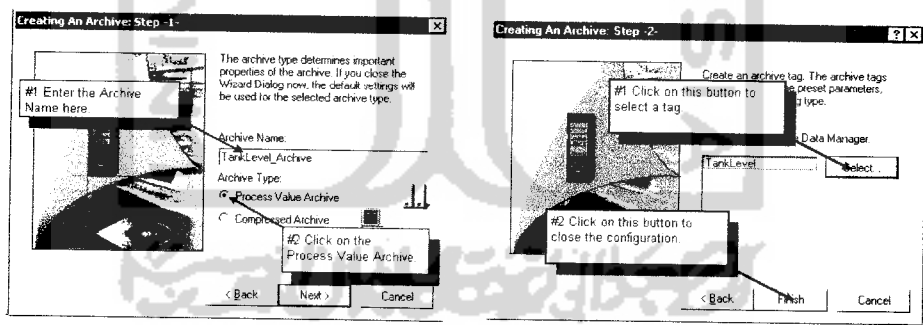 Creating An Archive: Step -1-
The archive type determines important
properties of the archive. If you close the
Wizard Dialog now, the default settings will
be used for the selected archive type.
#1 Enter the Archive
Name here.
Archive Name:
TankLevel_Archive
Archive Type:
Process Value Archive
Compressed Archive
#2 Click on the
Process Value Archive.
< Back
Next >
Cancel
Creating An Archive: Step -2-
Create an archive tag. The archive tags
preset parameters,
type.
#1 Click on this button to
select a tag.
Data Manager
TankLevel
Select...
#2 Click on this button to
close the configuration.
< Back
Finish
Cancel